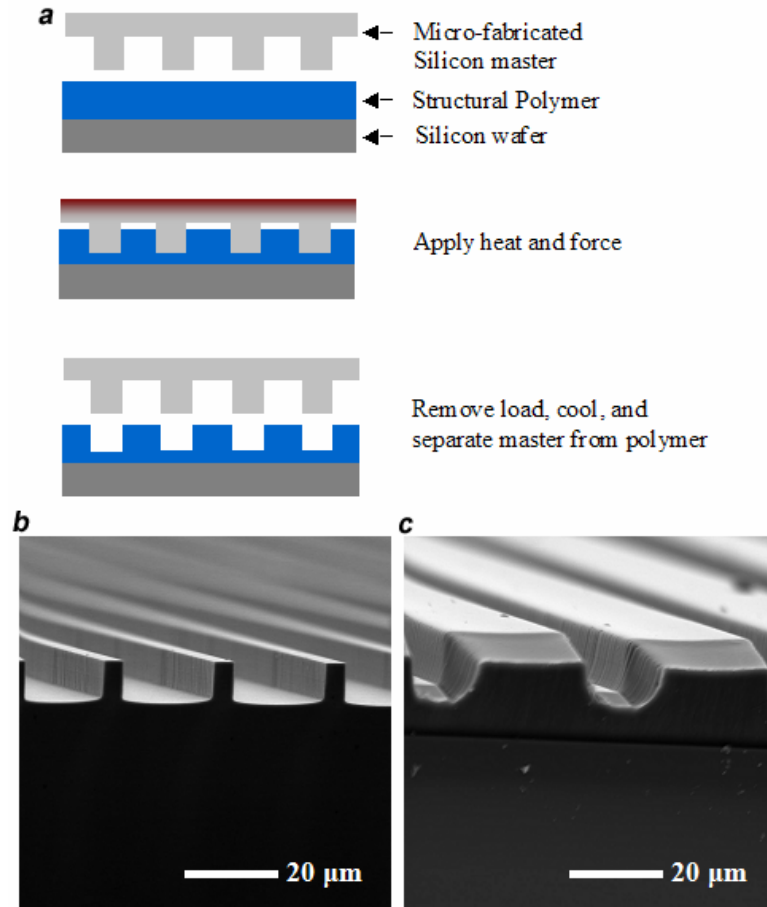 a
Micro-fabricated
Silicon master
Structural Polymer
Silicon wafer
Apply heat and force
Remove load, cool, and
separate master from polymer
b
c
20 μm
20 μm